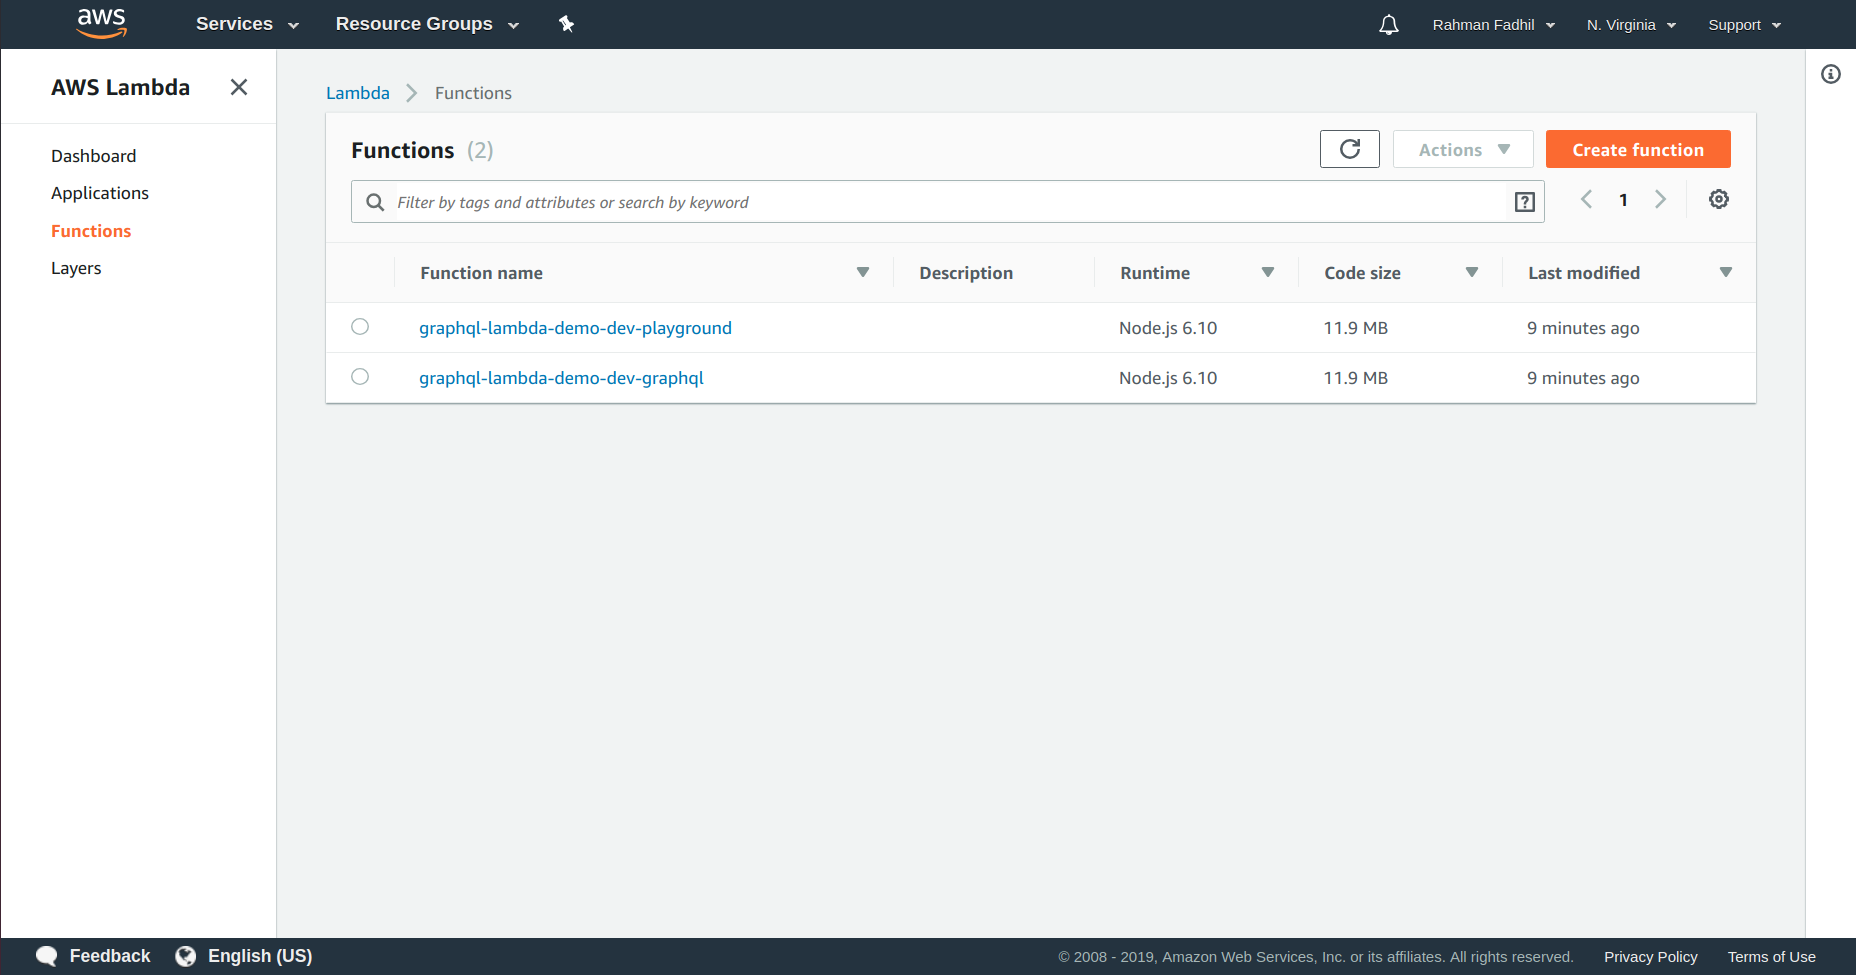 aws Services Resource Groups Rahman Fadhil N. Virginia Support
AWS Lambda
Dashboard
Applications
Functions
Layers
Lambda Functions
Functions (2) Actions Create function
Filter by tags and attributes or search by keyword ? 1
Function name Description Runtime Code size Last modified
graphql-lambda-demo-dev-playground Node.js 6.10 11.9 MB 9 minutes ago
graphql-lambda-demo-dev-graphql Node.js 6.10 11.9 MB 9 minutes ago
Feedback English (US) © 2008 - 2019, Amazon Web Services, Inc. or its affiliates. All rights reserved. Privacy Policy Terms of Use